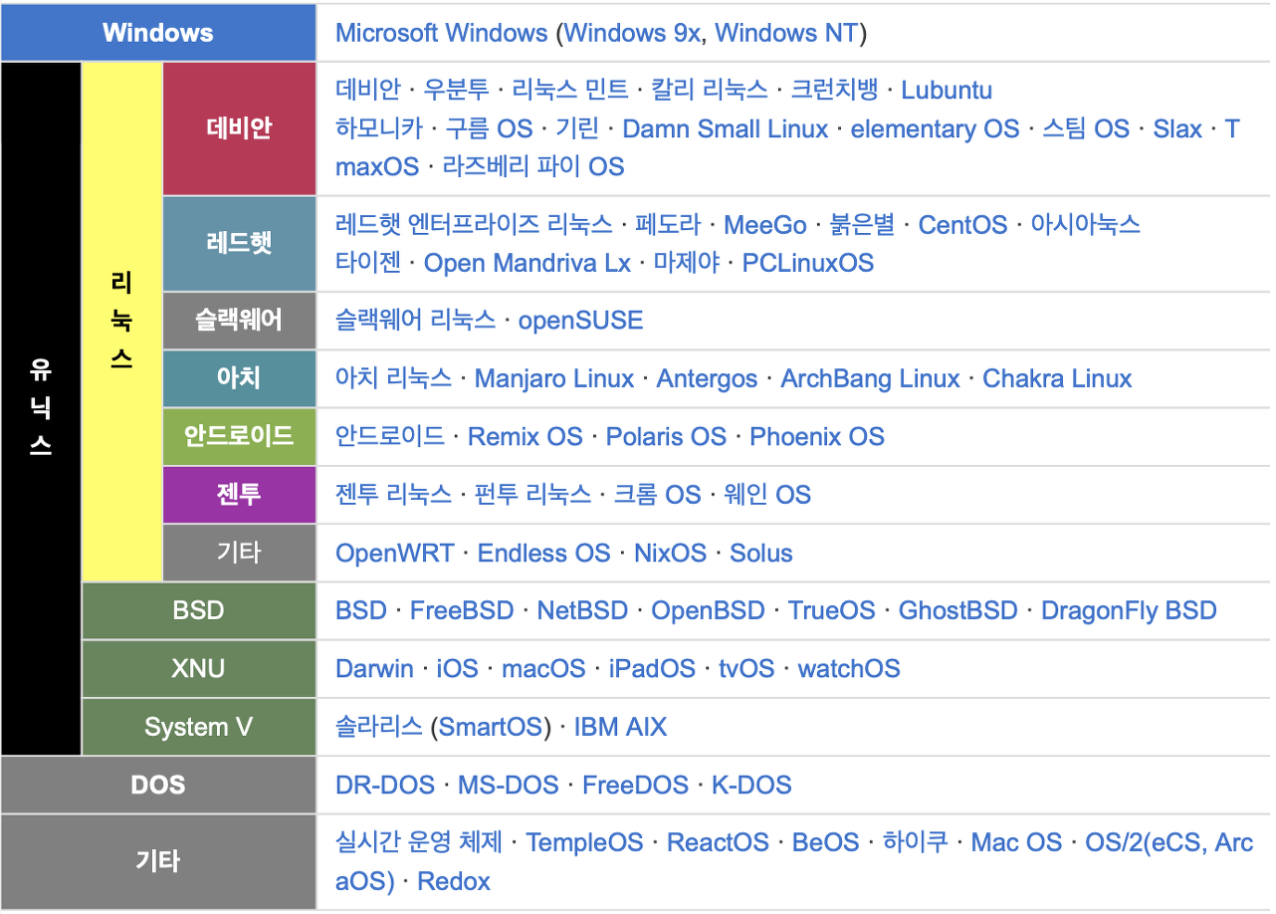 Windows
Microsoft Windows (Windows 9x, Windows NT)
유닉스
리눅스
데비안
데비안 · 우분투 · 리눅스 민트 · 칼리 리눅스 · 크런치뱅 · Lubuntu
하모니카 · 구름 OS · 기린 · Damn Small Linux · elementary OS · 스팀 OS · Slax · T
maxOS · 라즈베리 파이 OS
레드햇
레드햇 엔터프라이즈 리눅스 · 페도라 · MeeGo · 붉은별 · CentOS · 아시아눅스
타이젠 · Open Mandriva Lx · 마제야 · PCLinuxOS
슬랙웨어
슬랙웨어 리눅스 · openSUSE
아치
아치 리눅스 · Manjaro Linux · Antergos · ArchBang Linux · Chakra Linux
안드로이드
안드로이드 · Remix OS · Polaris OS · Phoenix OS
젠투
젠투 리눅스 · 펀투 리눅스 · 크롬 OS · 웨인 OS
기타
OpenWRT · Endless OS · NixOS · Solus
BSD
BSD · FreeBSD · NetBSD · OpenBSD · TrueOS · GhostBSD · DragonFly BSD
XNU
Darwin · iOS · macOS · iPadOS · tvOS · watchOS
System V
솔라리스 (SmartOS) · IBM AIX
DOS
DR-DOS · MS-DOS · FreeDOS · K-DOS
기타
실시간 운영 체제 · TempleOS · ReactOS · BeOS · 하이쿠 · Mac OS · OS/2(eCS, Arc
aOS) · Redox